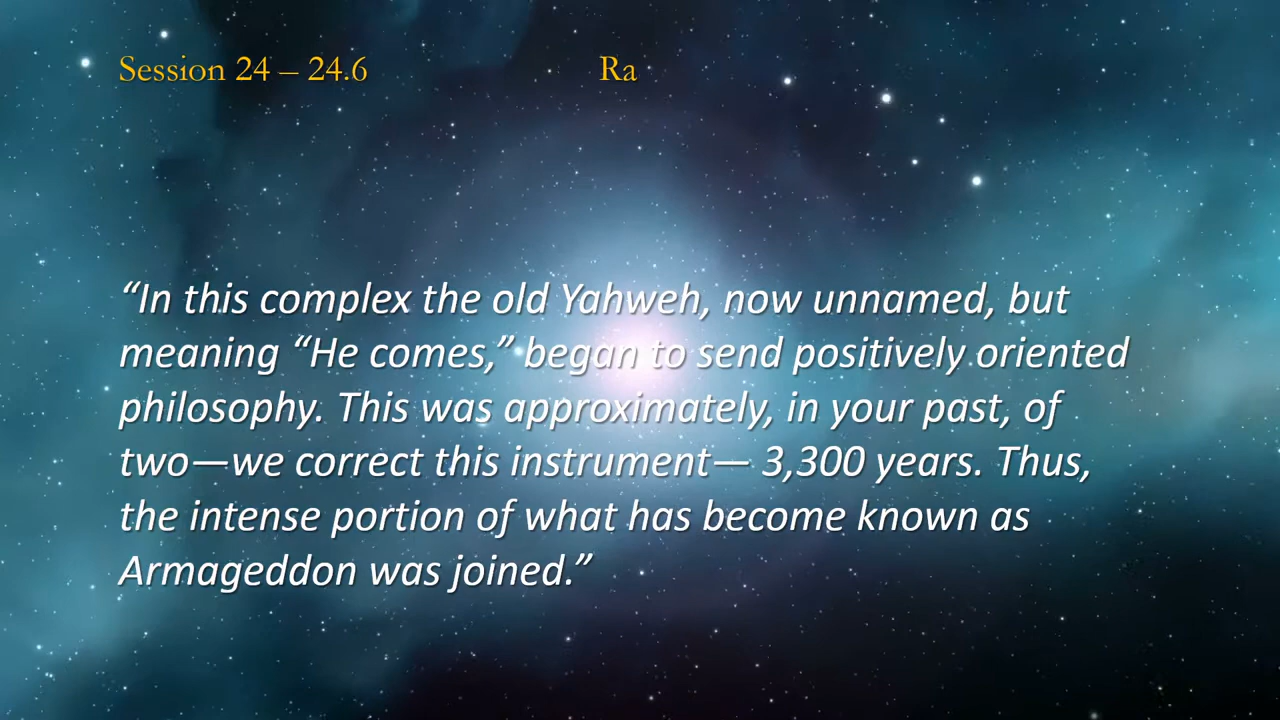 Session 24 – 24.6 Ra
“In this complex the old Yahweh, now unnamed, but
meaning “He comes,” began to send positively oriented
philosophy. This was approximately, in your past, of
two—we correct this instrument— 3,300 years. Thus,
the intense portion of what has become known as
Armageddon was joined.”